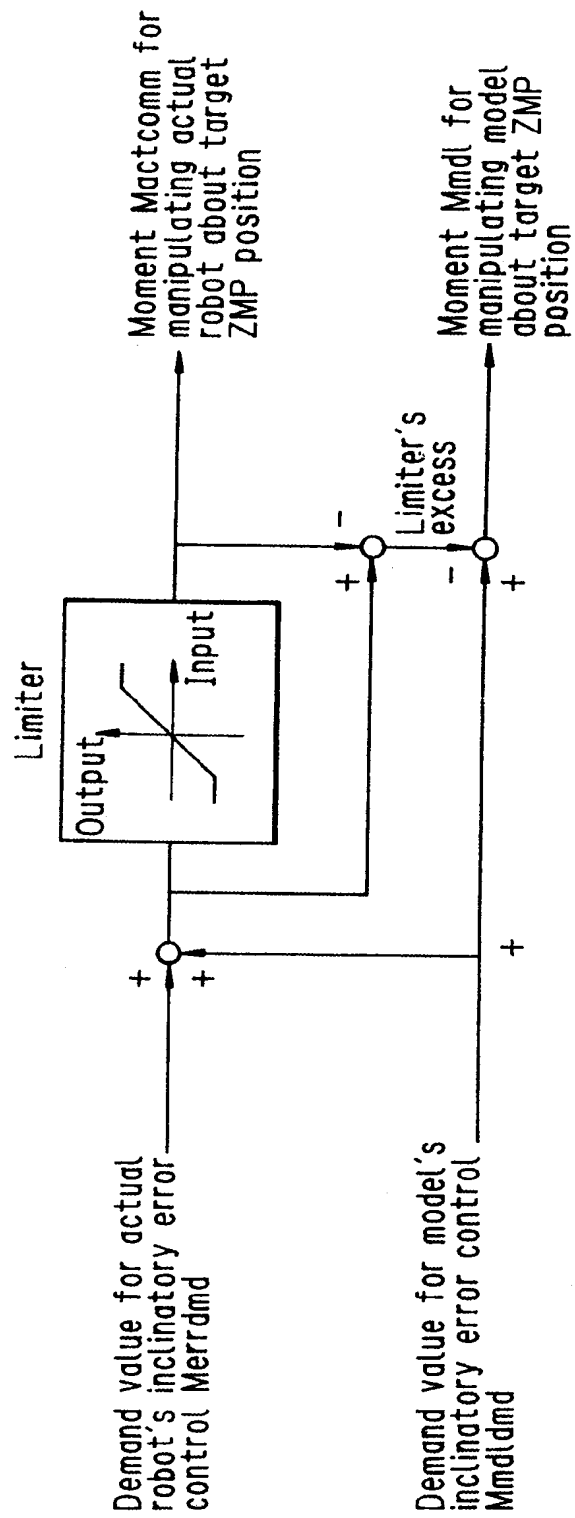 Demand value for actual
robot's inclinatory error
control Merrdmd
+
+
Limiter
Output
Input
Moment Mactcomm for
manipulating actual
robot about target
ZMP position
-
+
Limiter's
excess
Demand value for model's
inclinatory error control
Mmdldmd
+
-
+
Moment Mmdl for
manipulating model
about target ZMP
position